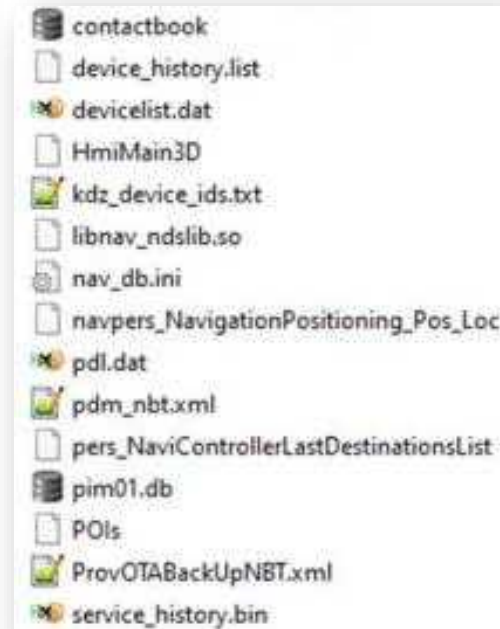 contactbook
device_history.list
devicelist.dat
HmiMain3D
kdz_device_ids.txt
libnav_ndslib.so
nav_db.ini
navpers_NavigationPositioning_Pos_Loc
pdl.dat
pdm_nbt.xml
pers_NaviControllerLastDestinationsList
pim01.db
POIs
ProvOTABackUpNBT.xml
service_history.bin